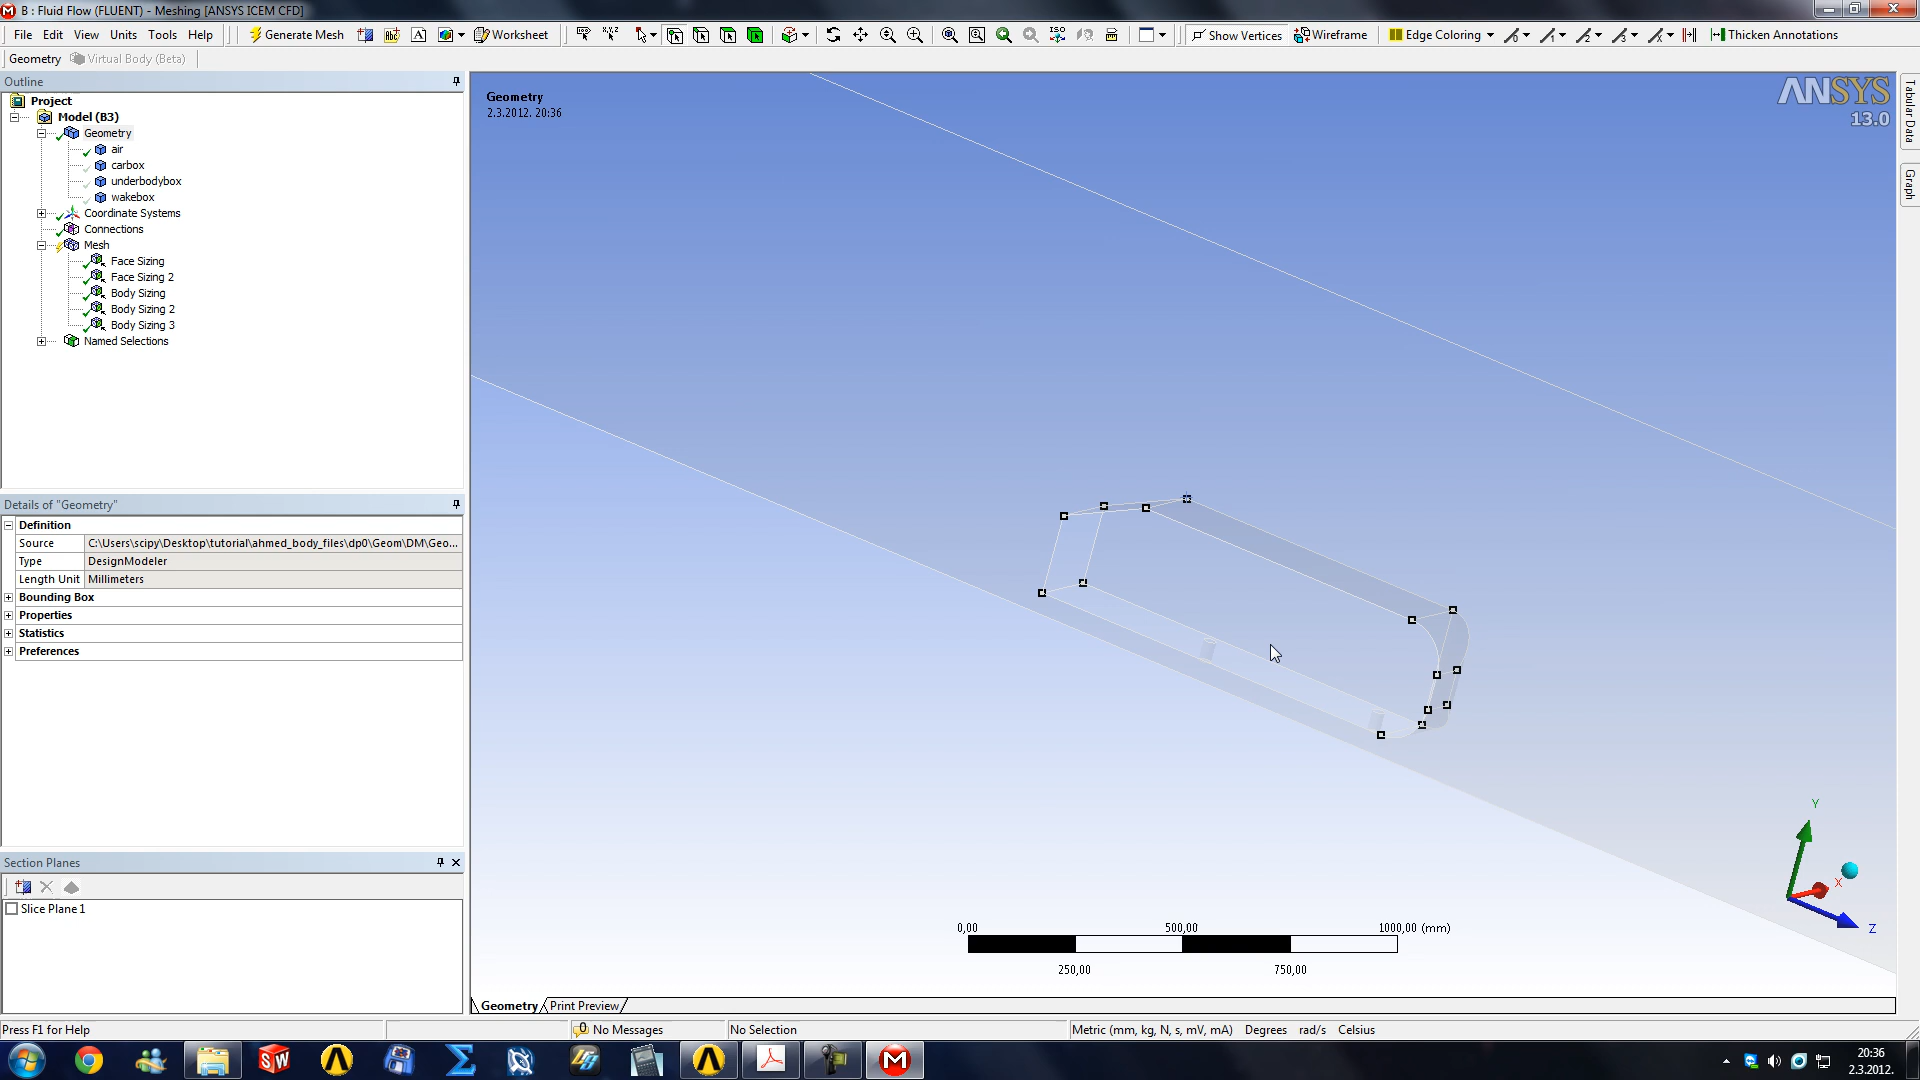 B : Fluid Flow (FLUENT) - Meshing [ANSYS ICEM CFD]
File Edit View Units Tools Help Generate Mesh Worksheet Show Vertices Wireframe Edge Coloring Thicken Annotations
Geometry Virtual Body (Beta)
Outline
Project
Model (B3)
Geometry
air
carbox
underbodybox
wakebox
Coordinate Systems
Connections
Mesh
Face Sizing
Face Sizing 2
Body Sizing
Body Sizing 2
Body Sizing 3
Named Selections
Details of "Geometry"
Definition
Source C:\Users\scipy\Desktop\tutorial\ahmed_body_files\dp0\Geom\DM\Geo...
Type DesignModeler
Length Unit Millimeters
Bounding Box
Properties
Statistics
Preferences
Section Planes
Slice Plane 1
Geometry
2.3.2012. 20:36
ANSYS
13.0
Tabular Data
Graph
Y
X
Z
0,00 500,00 1000,00 (mm)
250,00 750,00
Geometry Print Preview
Press F1 for Help 0 No Messages No Selection Metric (mm, kg, N, s, mV, mA) Degrees rad/s Celsius
20:36
2.3.2012.